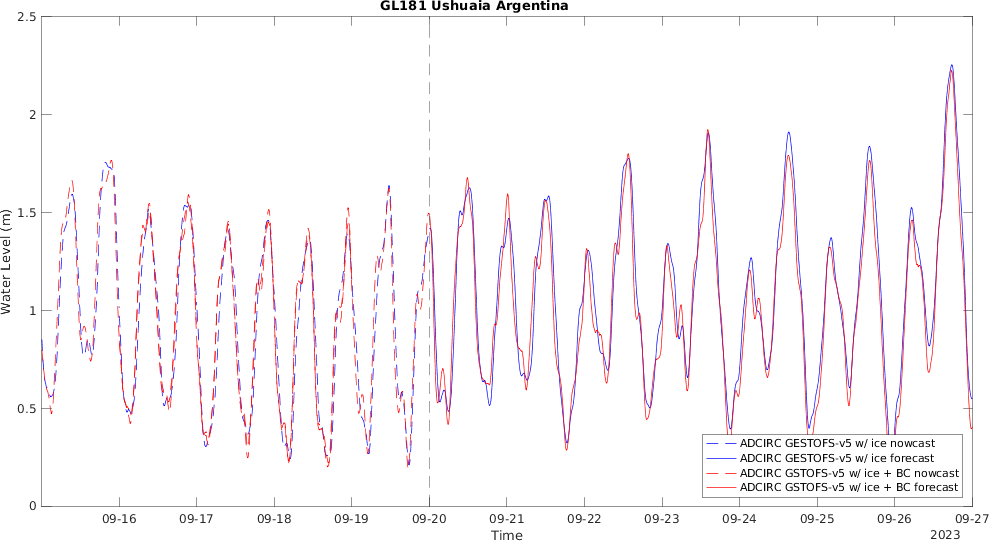 GL181 Ushuaia Argentina
2.5
2
1.5
1
0.5
0
Water Level (m)
ADCIRC GESTOFS-v5 w/ ice nowcast
ADCIRC GESTOFS-v5 w/ ice forecast
ADCIRC GSTOFS-v5 w/ ice + BC nowcast
ADCIRC GSTOFS-v5 w/ ice + BC forecast
09-16 09-17 09-18 09-19 09-20 09-21 09-22 09-23 09-24 09-25 09-26 09-27
Time
2023